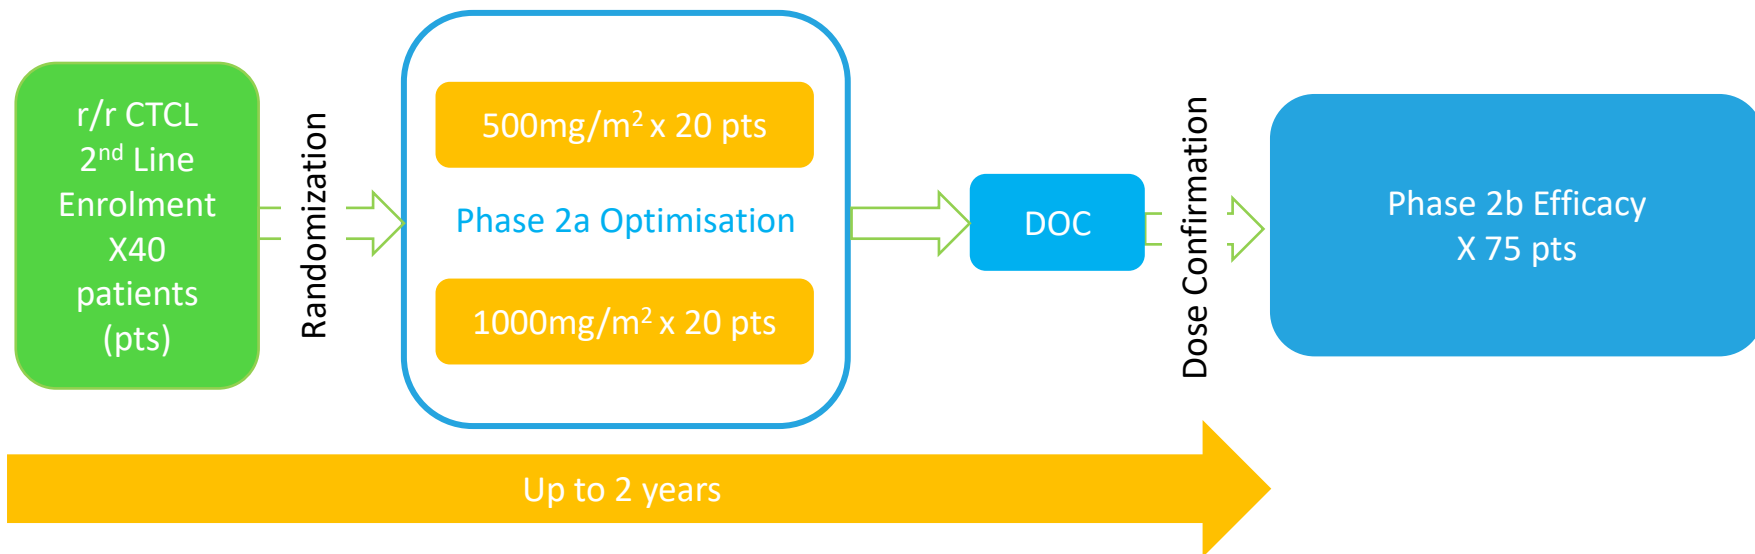 r/r CTCL
2nd Line
Enrolment
X40
patients
(pts)
Randomization
500mg/m² x 20 pts
Phase 2a Optimisation
1000mg/m² x 20 pts
DOC
Dose Confirmation
Phase 2b Efficacy
X 75 pts
Up to 2 years